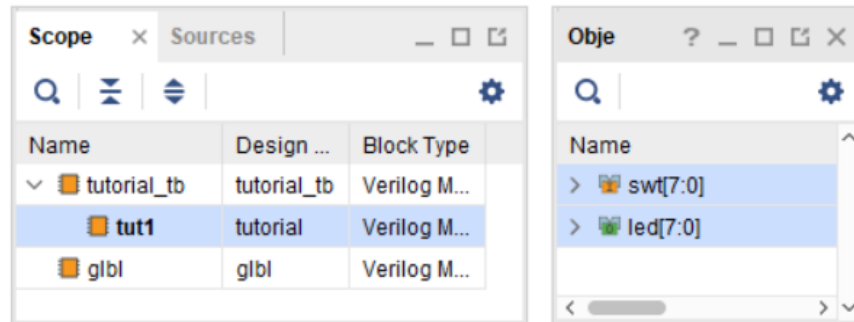 Scope Sources
Name Design ... Block Type
tutorial_tb tutorial_tb Verilog M...
tut1 tutorial Verilog M...
glbl glbl Verilog M...
Obje ?
Name
swt[7:0]
led[7:0]